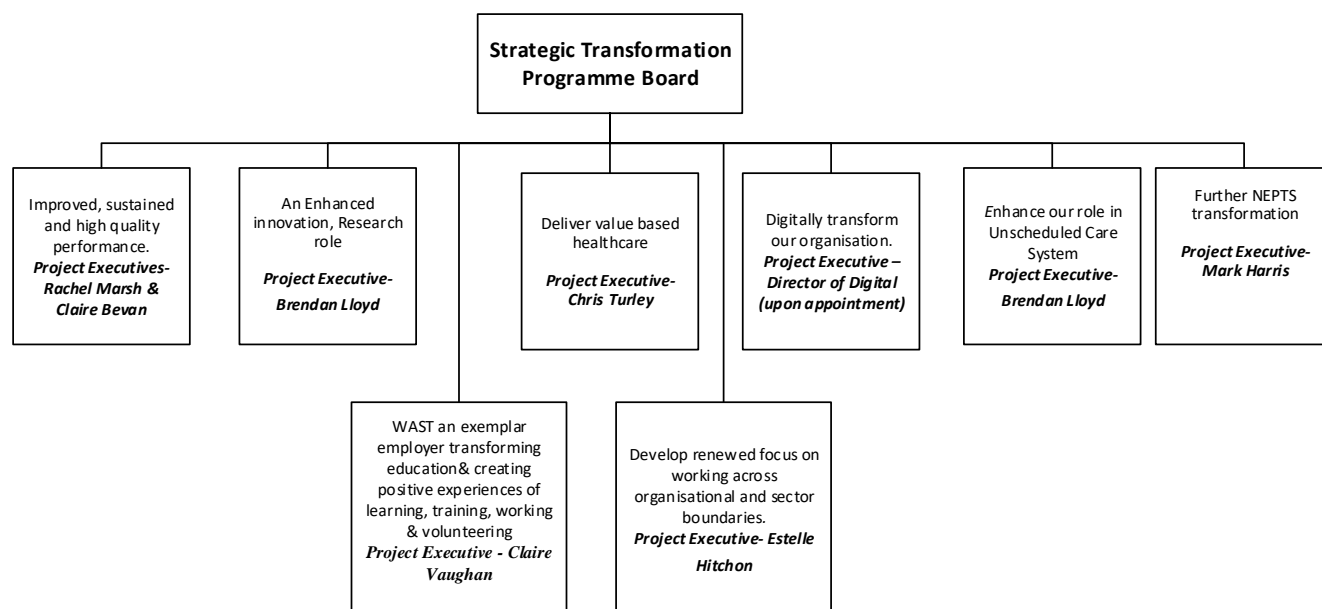 Strategic Transformation
Programme Board
Improved, sustained
and high quality
performance.
Project Executives-
Rachel Marsh &
Claire Bevan
An Enhanced
innovation, Research
role
Project Executive-
Brendan Lloyd
Deliver value based
healthcare
Project Executive-
Chris Turley
Digitally transform
our organisation.
Project Executive –
Director of Digital
(upon appointment)
Enhance our role in
Unscheduled Care
System
Project Executive-
Brendan Lloyd
Further NEPTS
transformation
Project Executive-
Mark Harris
WAST an exemplar
employer transforming
education& creating
positive experiences of
learning, training, working
& volunteering
Project Executive - Claire
Vaughan
Develop renewed focus on
working across
organisational and sector
boundaries.
Project Executive- Estelle
Hitchon